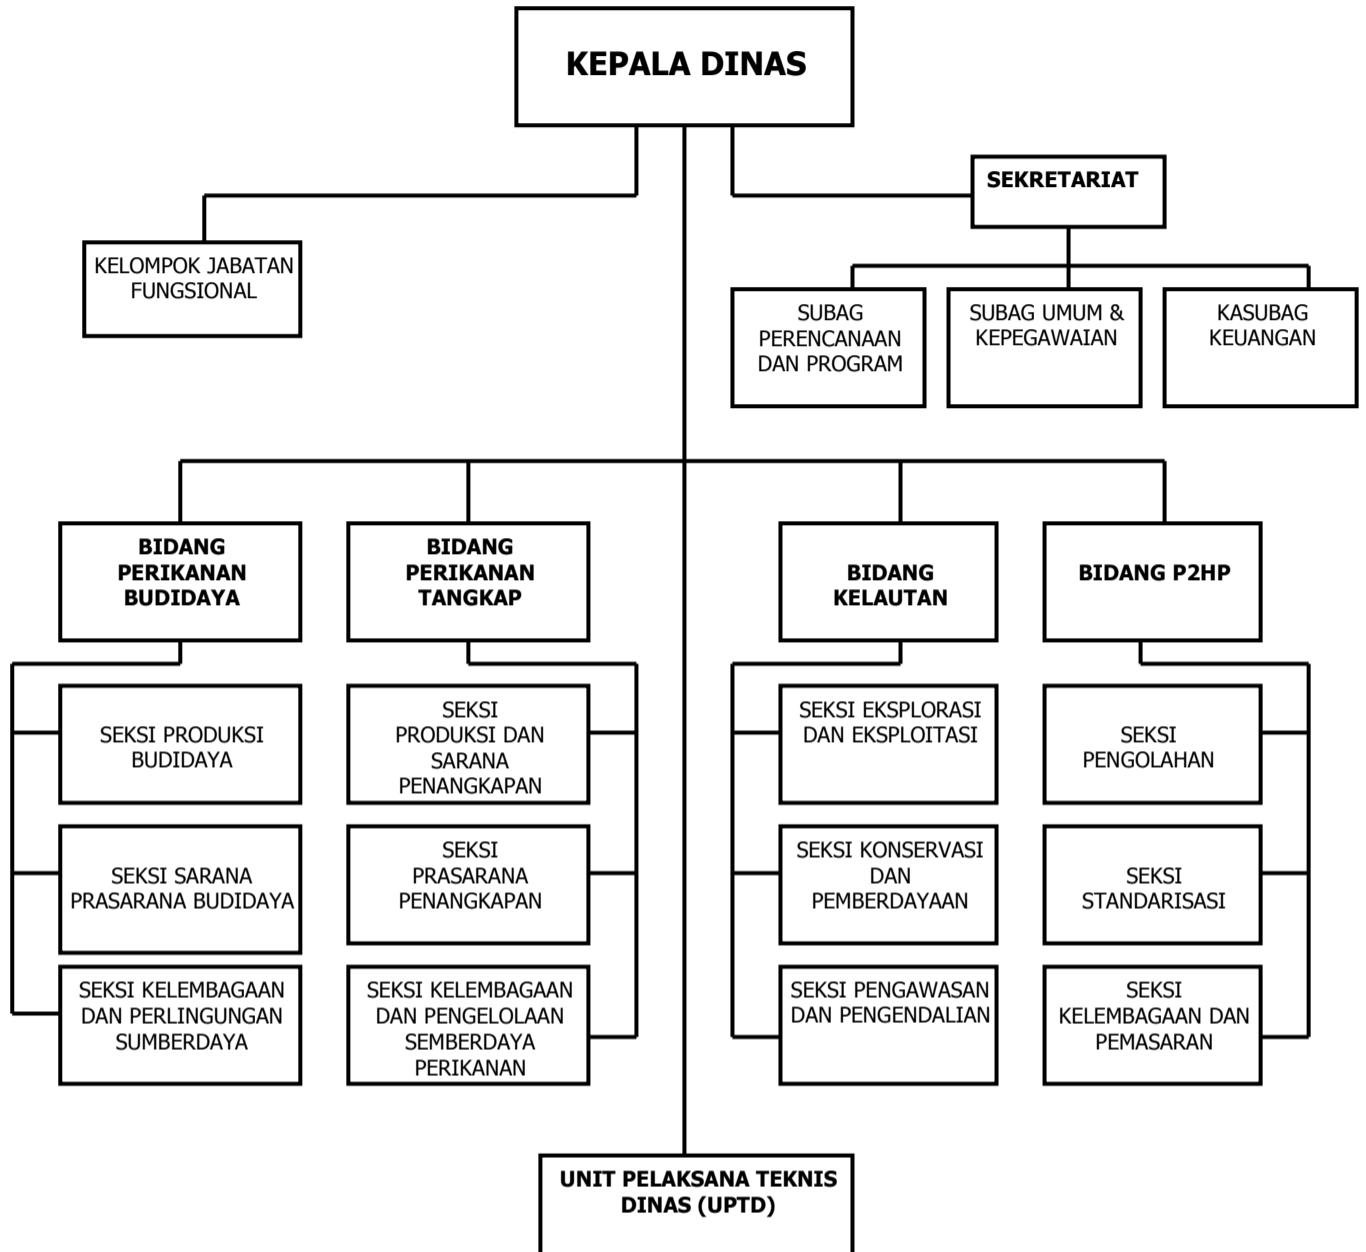 KEPALA DINAS
SEKRETARIAT
KELOMPOK JABATAN
FUNGSIONAL
SUBAG
PERENCANAAN
DAN PROGRAM
SUBAG UMUM &
KEPEGAWAIAN
KASUBAG
KEUANGAN
BIDANG
PERIKANAN
BUDIDAYA
BIDANG
PERIKANAN
TANGKAP
BIDANG
KELAUTAN
BIDANG P2HP
SEKSI PRODUKSI
BUDIDAYA
SEKSI
PRODUKSI DAN
SARANA
PENANGKAPAN
SEKSI EKSPLORASI
DAN EKSPLOITASI
SEKSI
PENGOLAHAN
SEKSI SARANA
PRASARANA BUDIDAYA
SEKSI
PRASARANA
PENANGKAPAN
SEKSI KONSERVASI
DAN
PEMBERDAYAAN
SEKSI
STANDARISASI
SEKSI KELEMBAGAAN
DAN PERLINGUNGAN
SUMBERDAYA
SEKSI KELEMBAGAAN
DAN PENGELOLAAN
SEMBERDAYA
PERIKANAN
SEKSI PENGAWASAN
DAN PENGENDALIAN
SEKSI
KELEMBAGAAN DAN
PEMASARAN
UNIT PELAKSANA TEKNIS
DINAS (UPTD)